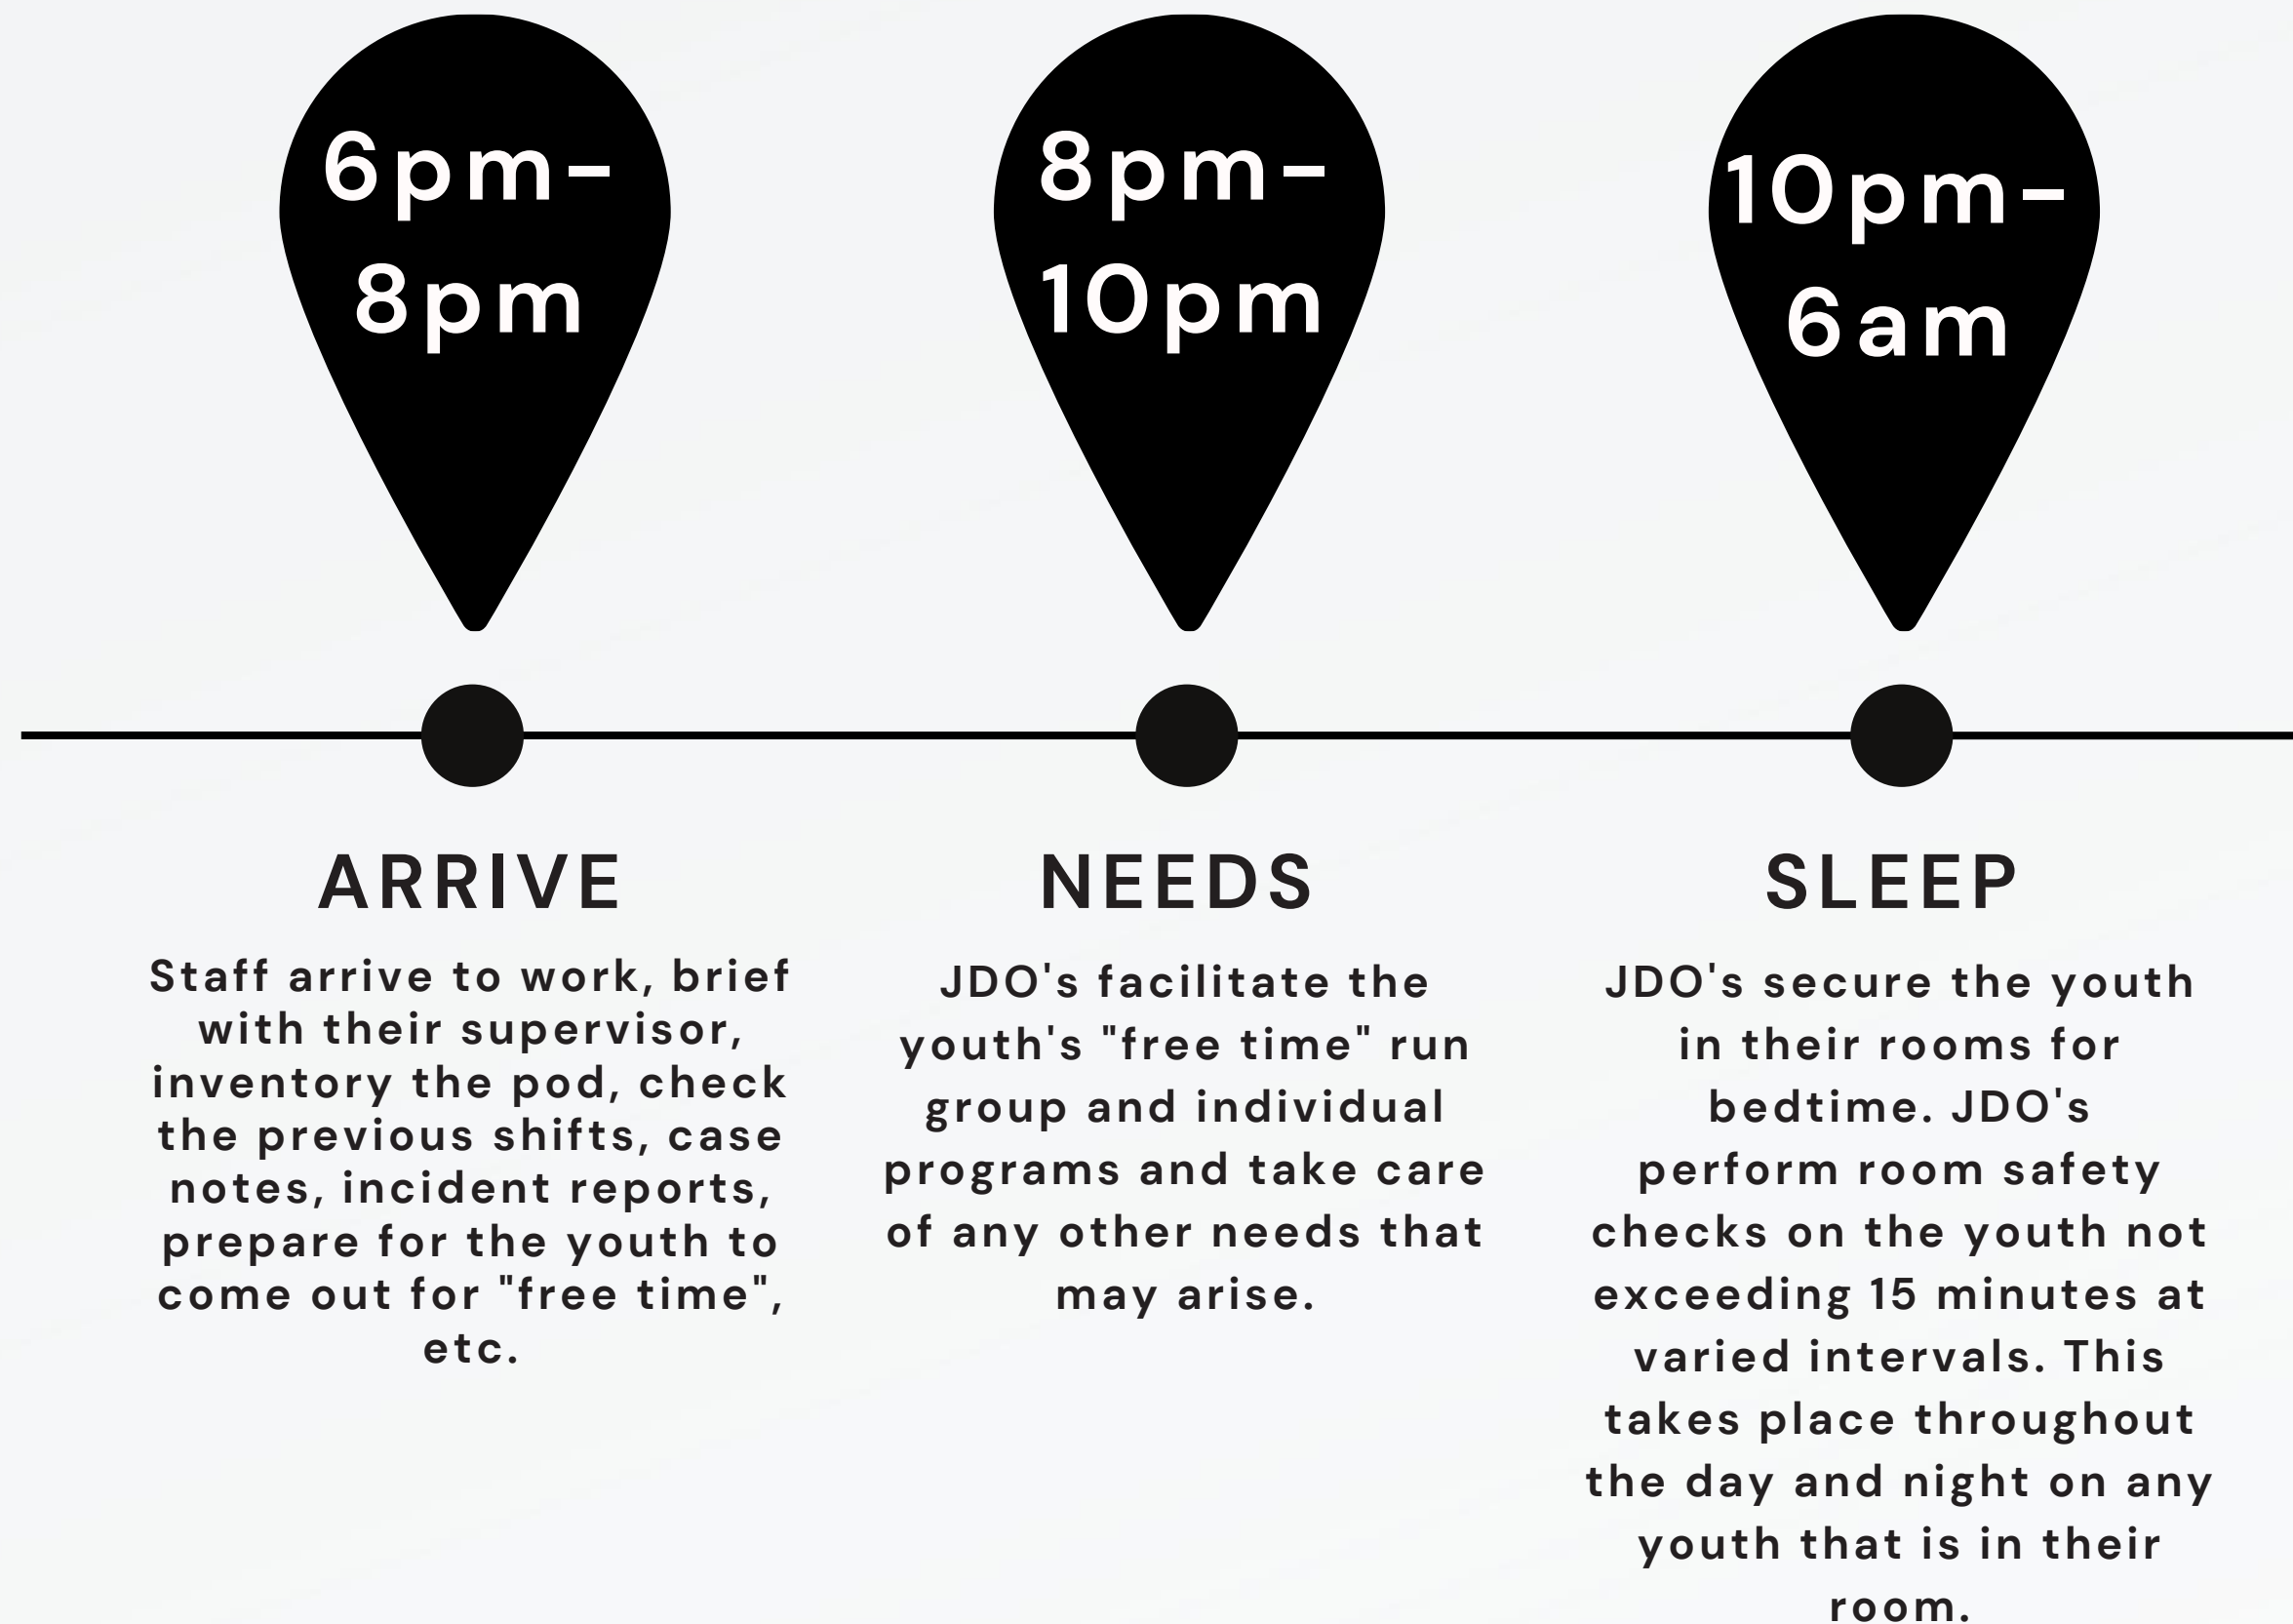 6pm-
8pm
8pm-
10pm
10pm-
6am
ARRIVE
Staff arrive to work, brief
with their supervisor,
inventory the pod, check
the previous shifts, case
notes, incident reports,
prepare for the youth to
come out for "free time",
etc.
NEEDS
JDO's facilitate the
youth's "free time" run
group and individual
programs and take care
of any other needs that
may arise.
SLEEP
JDO's secure the youth
in their rooms for
bedtime. JDO's
perform room safety
checks on the youth not
exceeding 15 minutes at
varied intervals. This
takes place throughout
the day and night on any
youth that is in their
room.